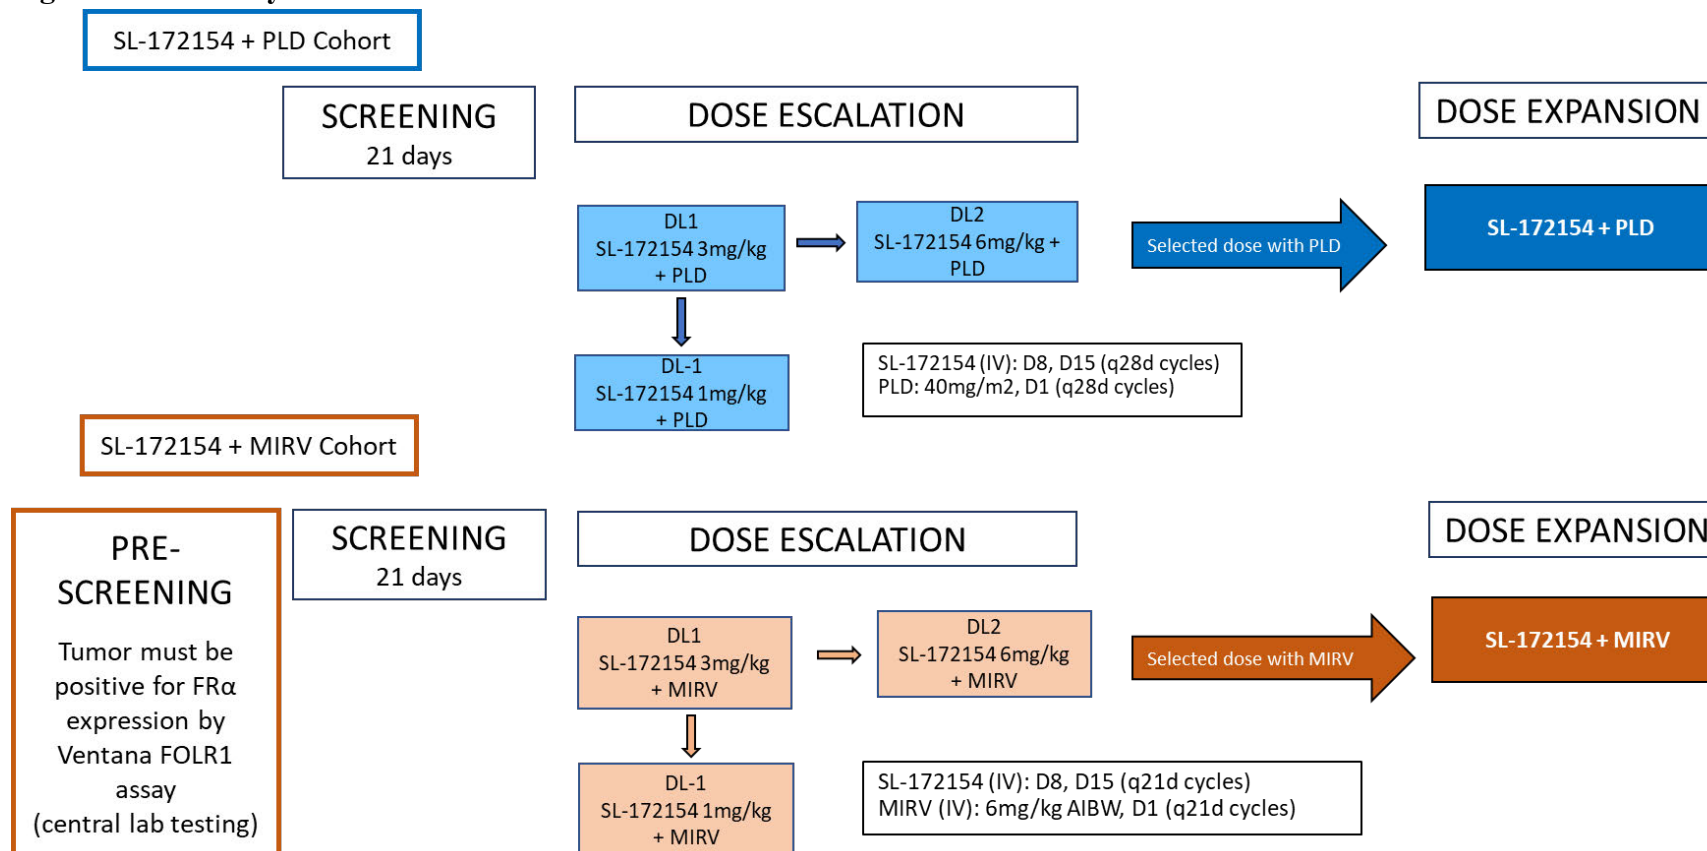 SL-172154 + PLD Cohort
SCREENING
21 days
DOSE ESCALATION
DOSE EXPANSION
DL1
SL-172154 3mg/kg
+ PLD
DL2
SL-172154 6mg/kg +
PLD
Selected dose with PLD
SL-172154 + PLD
DL-1
SL-172154 1mg/kg
+ PLD
SL-172154 (IV): D8, D15 (q28d cycles)
PLD: 40mg/m2, D1 (q28d cycles)
SL-172154 + MIRV Cohort
PRE-
SCREENING
Tumor must be
positive for FRα
expression by
Ventana FOLR1
assay
(central lab testing)
SCREENING
21 days
DOSE ESCALATION
DOSE EXPANSION
DL1
SL-172154 3mg/kg
+ MIRV
DL2
SL-172154 6mg/kg
+ MIRV
Selected dose with MIRV
SL-172154 + MIRV
DL-1
SL-172154 1mg/kg
+ MIRV
SL-172154 (IV): D8, D15 (q21d cycles)
MIRV (IV): 6mg/kg AIBW, D1 (q21d cycles)